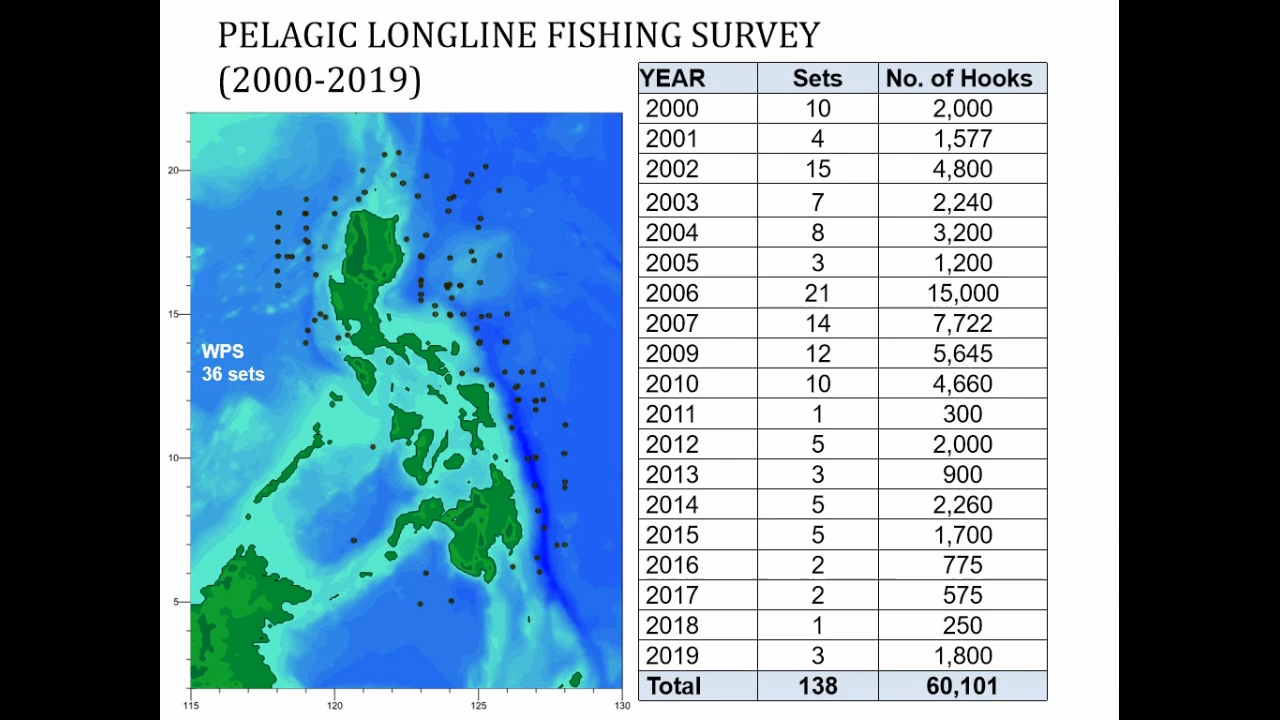 PELAGIC LONGLINE FISHING SURVEY
(2000-2019)
YEAR Sets No. of Hooks
2000 10 2,000
2001 4 1,577
2002 15 4,800
2003 7 2,240
2004 8 3,200
2005 3 1,200
2006 21 15,000
2007 14 7,722
2009 12 5,645
2010 10 4,660
2011 1 300
2012 5 2,000
2013 3 900
2014 5 2,260
2015 5 1,700
2016 2 775
2017 2 575
2018 1 250
2019 3 1,800
Total 138 60,101
20
15
WPS
36 sets
10
5
115 120 125 130